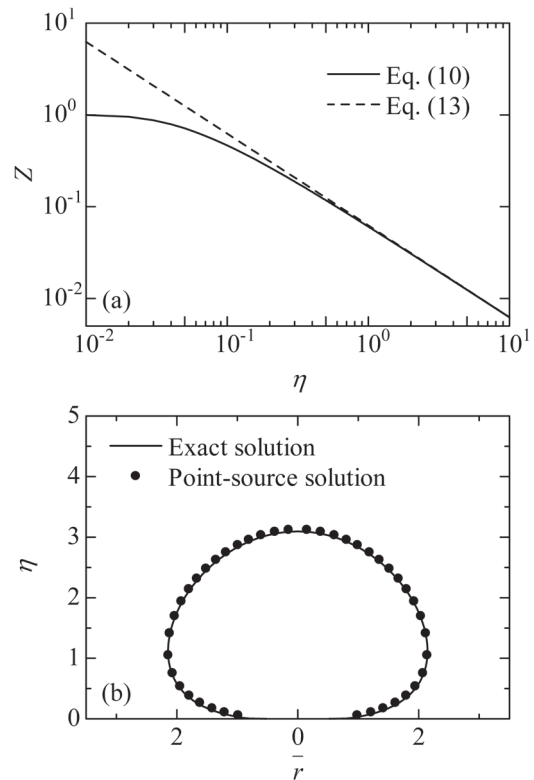 10^1
Eq. (10)
Eq. (13)
10^0
Z
10^-1
10^-2
(a)
10^-2 10^-1 10^0 10^1
η
5
Exact solution
Point-source solution
4
3
η
2
1
(b)
0
2 0 2
r̅